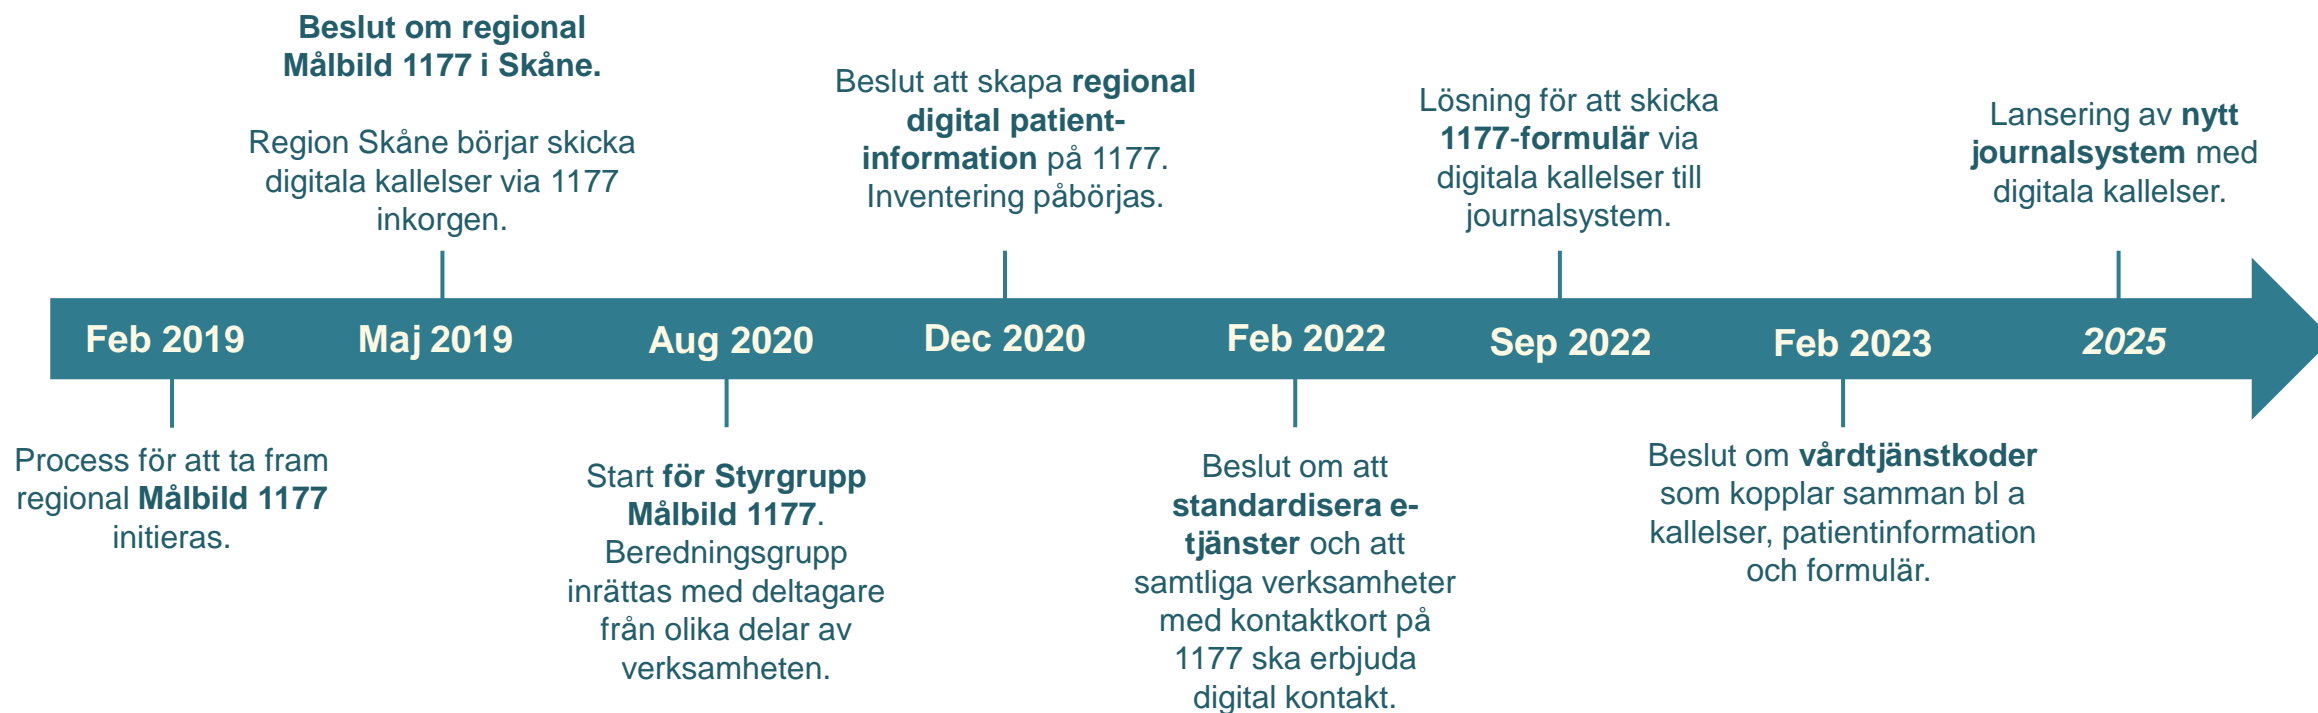 Beslut om regional
Målbild 1177 i Skåne.
Region Skåne börjar skicka
digitala kallelser via 1177
inkorgen.
Beslut att skapa regional
digital patient-
information på 1177.
Inventering påbörjas.
Lösning för att skicka
1177-formulär via
digitala kallelser till
journalsystem.
Lansering av nytt
journalsystem med
digitala kallelser.
Feb 2019
Maj 2019
Aug 2020
Dec 2020
Feb 2022
Sep 2022
Feb 2023
2025
Process för att ta fram
regional Målbild 1177
initieras.
Start för Styrgrupp
Målbild 1177.
Beredningsgrupp
inrättas med deltagare
från olika delar av
verksamheten.
Beslut om att
standardisera e-
tjänster och att
samtliga verksamheter
med kontaktkort på
1177 ska erbjuda
digital kontakt.
Beslut om vårdtjänstkoder
som kopplar samman bl a
kallelser, patientinformation
och formulär.